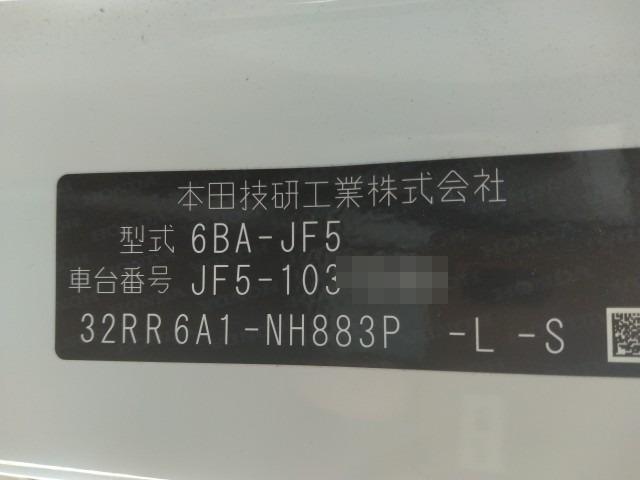 本田技研工業株式会社
型式 6BA-JF5
車台番号 JF5-103
32RR6A1-NH883P -L -S